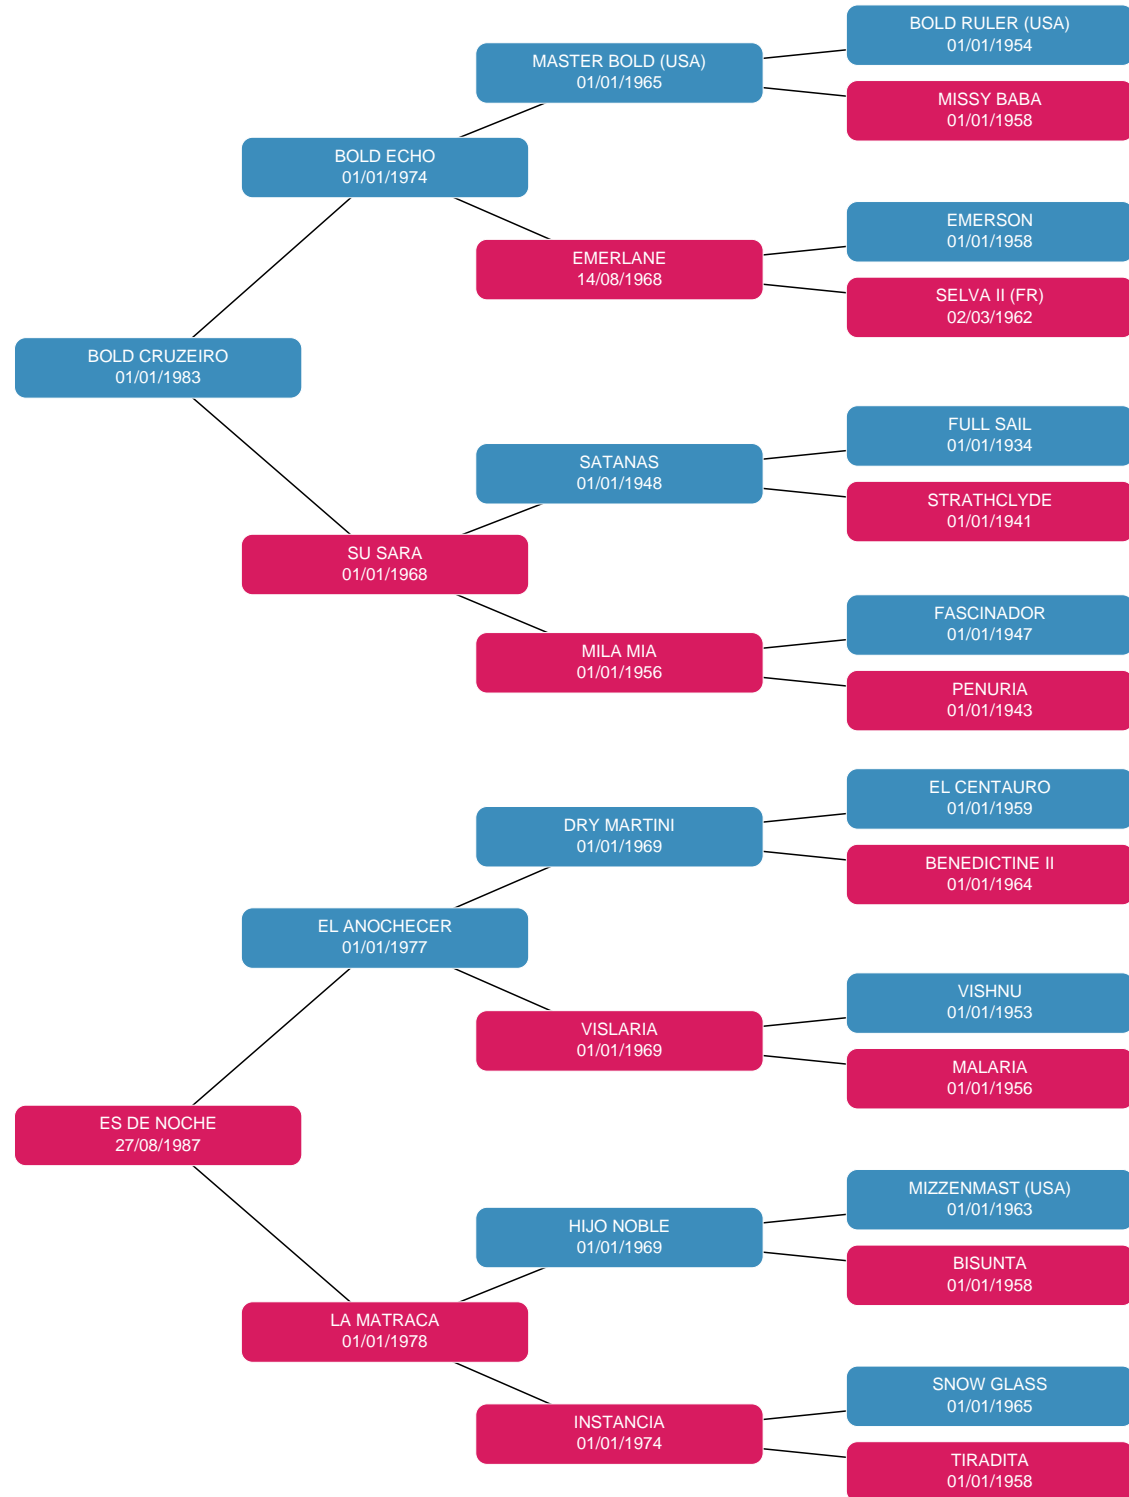 BOLD RULER (USA)
01/01/1954
MASTER BOLD (USA)
01/01/1965
MISSY BABA
01/01/1958
BOLD ECHO
01/01/1974
EMERSON
01/01/1958
EMERLANE
14/08/1968
SELVA II (FR)
02/03/1962
BOLD CRUZEIRO
01/01/1983
FULL SAIL
01/01/1934
SATANAS
01/01/1948
STRATHCLYDE
01/01/1941
SU SARA
01/01/1968
FASCINADOR
01/01/1947
MILA MIA
01/01/1956
PENURIA
01/01/1943
EL CENTAURO
01/01/1959
DRY MARTINI
01/01/1969
BENEDICTINE II
01/01/1964
EL ANOCHECER
01/01/1977
VISHNU
01/01/1953
VISLARIA
01/01/1969
MALARIA
01/01/1956
ES DE NOCHE
27/08/1987
MIZZENMAST (USA)
01/01/1963
HIJO NOBLE
01/01/1969
BISUNTA
01/01/1958
LA MATRACA
01/01/1978
SNOW GLASS
01/01/1965
INSTANCIA
01/01/1974
TIRADITA
01/01/1958